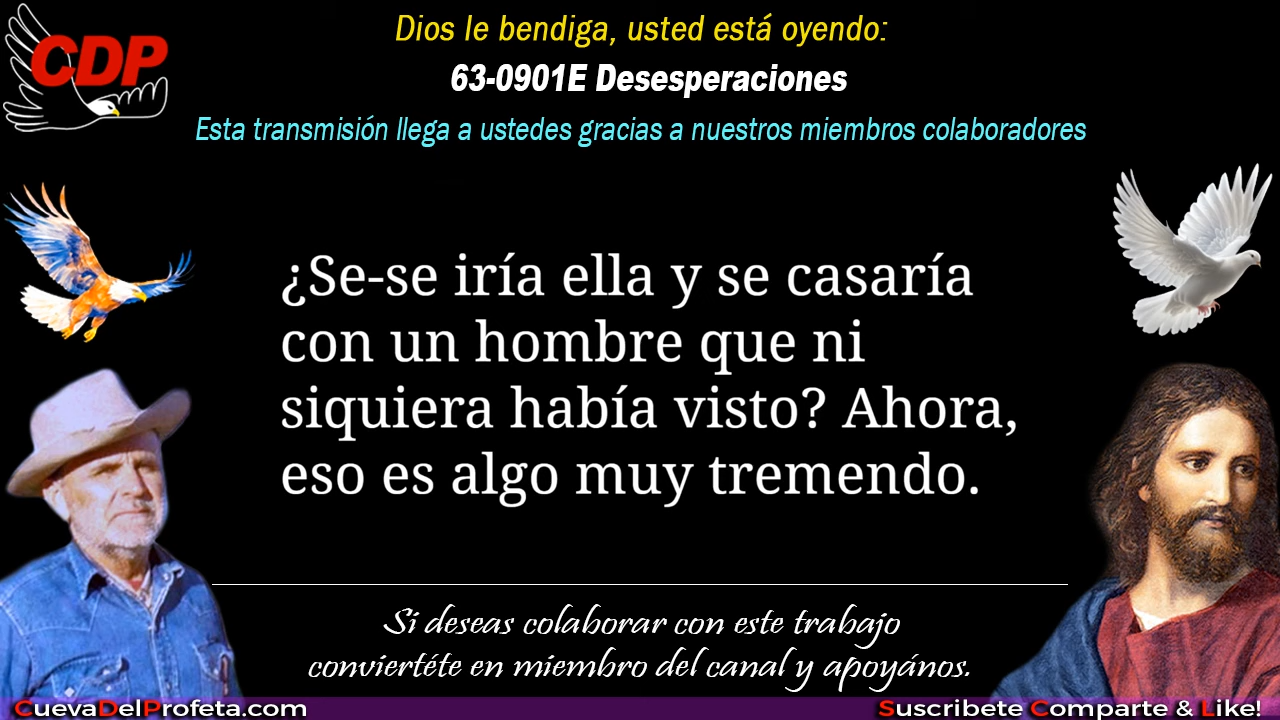 CDP
Dios le bendiga, usted está oyendo:
63-0901E Desesperaciones
Esta transmisión llega a ustedes gracias a nuestros miembros colaboradores
¿Se-se iría ella y se casaría
con un hombre que ni
siquiera había visto? Ahora,
eso es algo muy tremendo.
Si deseas colaborar con este trabajo
conviertéte en miembro del canal y apoyános.
CuevaDelProfeta.com
Suscribete Comparte & Like!